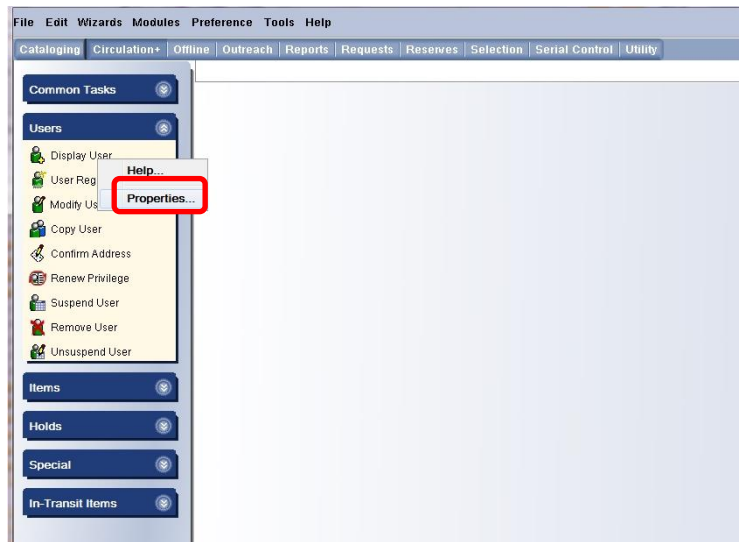 File Edit Wizards Modules Preference Tools Help
Cataloging Circulation+ Offline Outreach Reports Requests Reserves Selection Serial Control Utility
Common Tasks
Users
Display User
Help...
User Reg
Properties...
Modify Us
Copy User
Confirm Address
Renew Privilege
Suspend User
Remove User
Unsuspend User
Items
Holds
Special
In-Transit Items